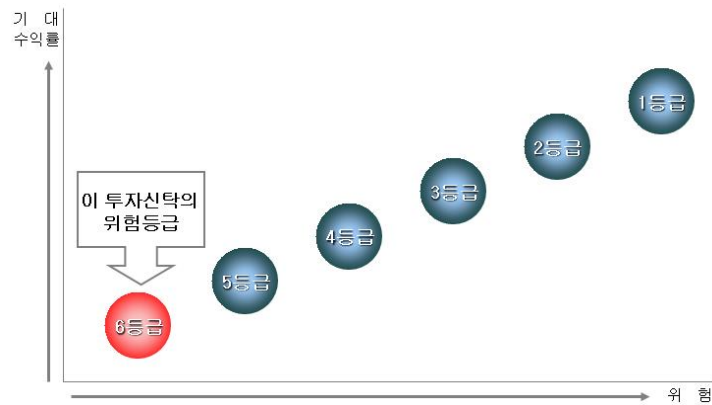 기 대
수익률
1등급
2등급
3등급
이 투자신탁의
위험등급
4등급
5등급
6등급
위 험